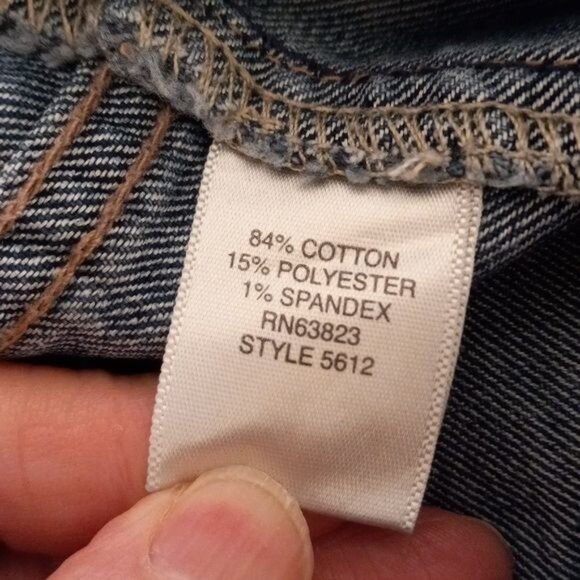 84% COTTON
15% POLYESTER
1% SPANDEX
RN63823
STYLE 5612